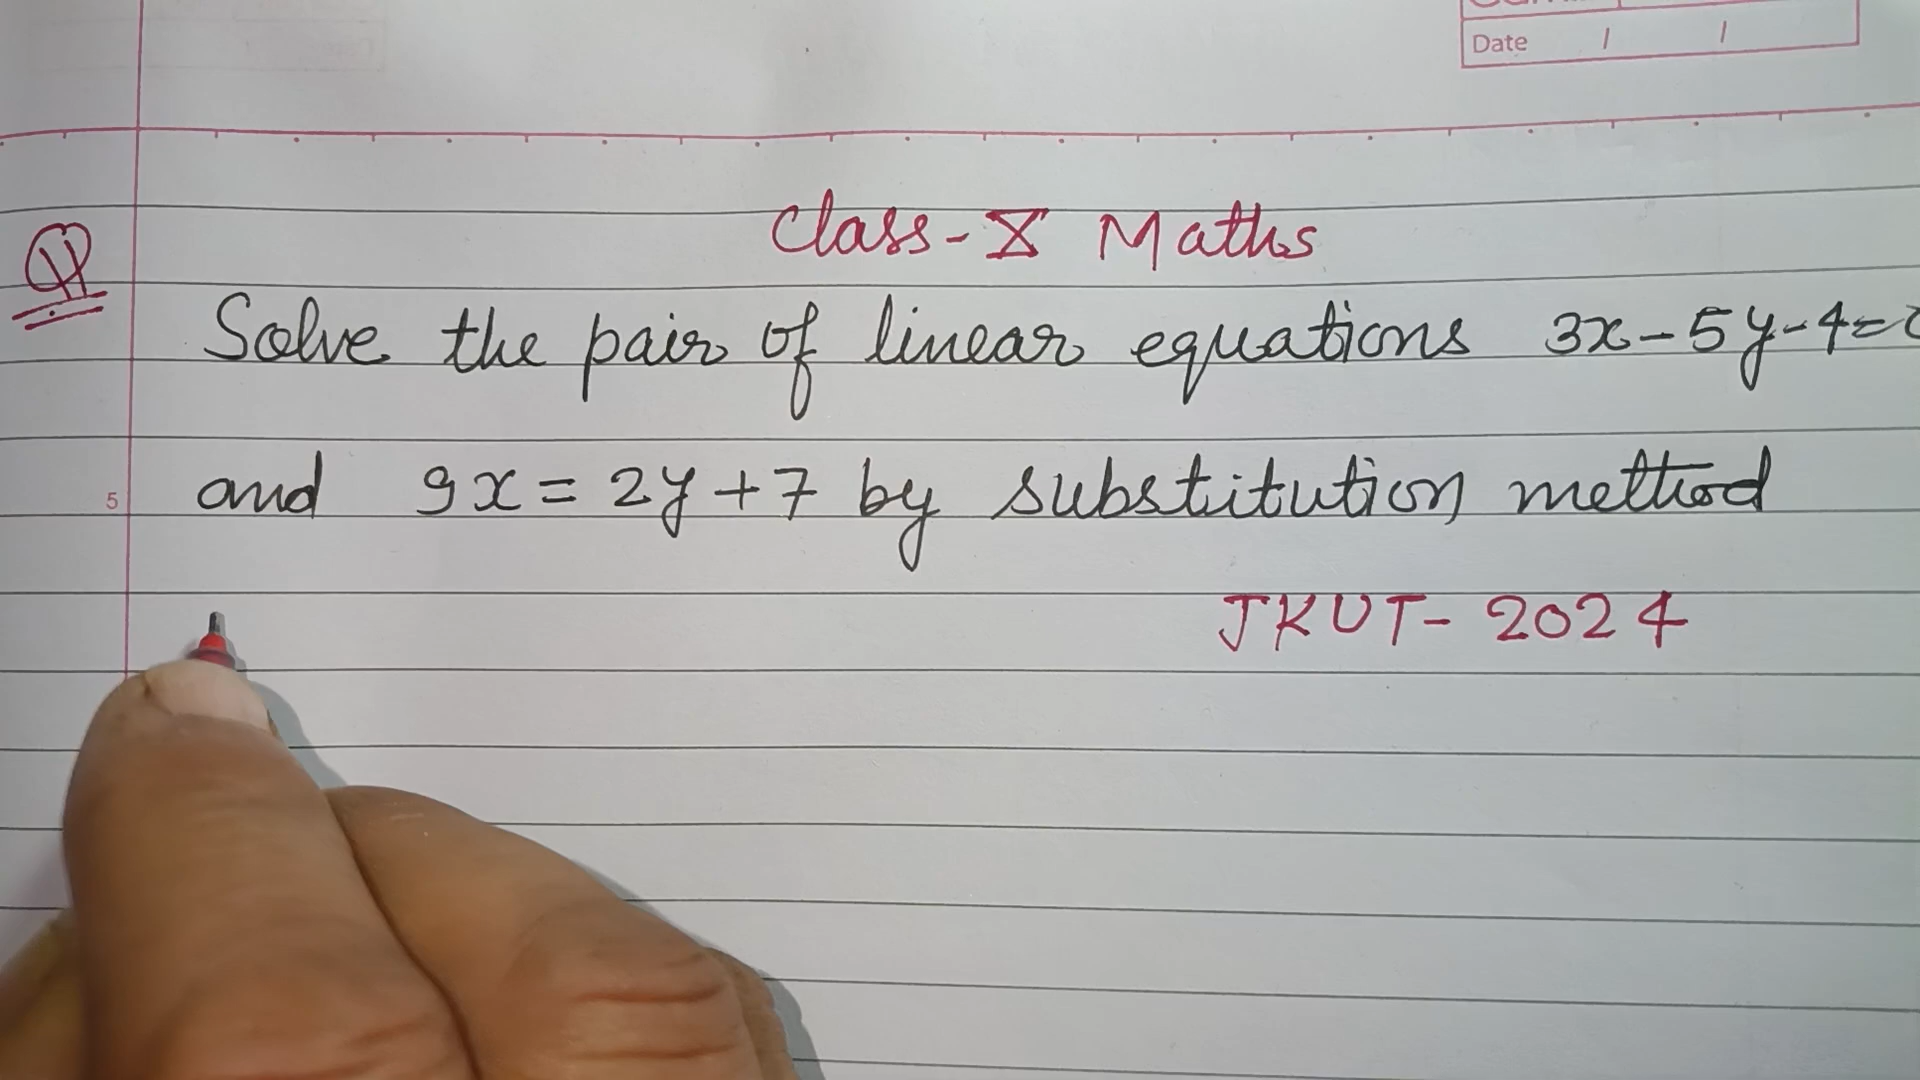 Date / /
Class-X Maths
Q
Solve the pair of linear equations 3x-5y-4=
5 and 9x=2y+7 by substitution method
JKUT-2024